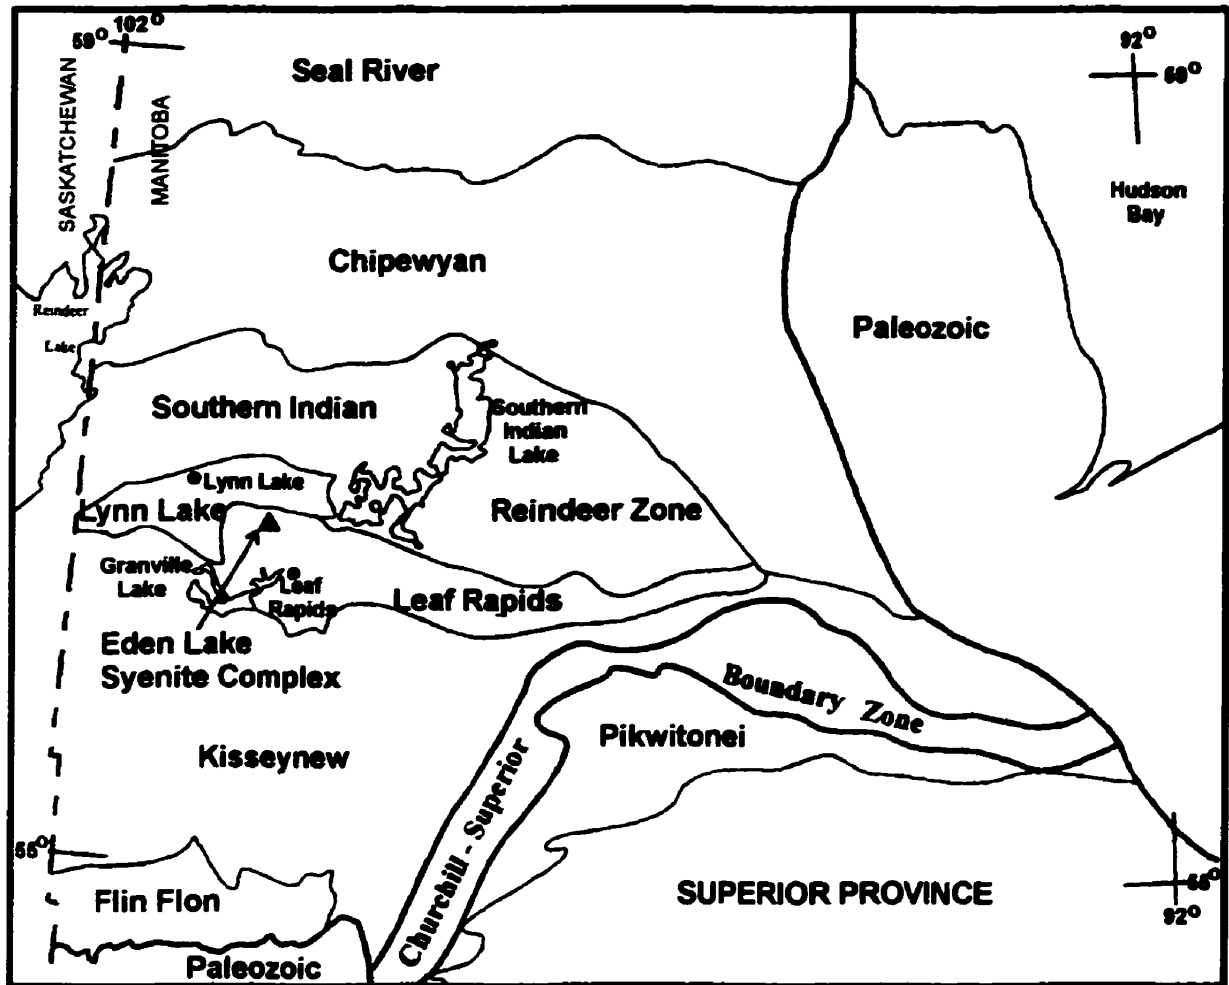 102°
59°
92°
58°
SASKATCHEWAN
MANITOBA
Seal River
Hudson
Bay
Chipewyan
Reindeer
Lake
Paleozoic
Southern Indian
Southern
Indian
Lake
Lynn Lake
Lynn Lake
Reindeer Zone
Granville
Lake
Leaf
Rapids
Leaf Rapids
Eden Lake
Syenite Complex
Boundary Zone
Pikwitonei
Kisseynew
Churchill - Superior
55°
55°
92°
Flin Flon
SUPERIOR PROVINCE
Paleozoic